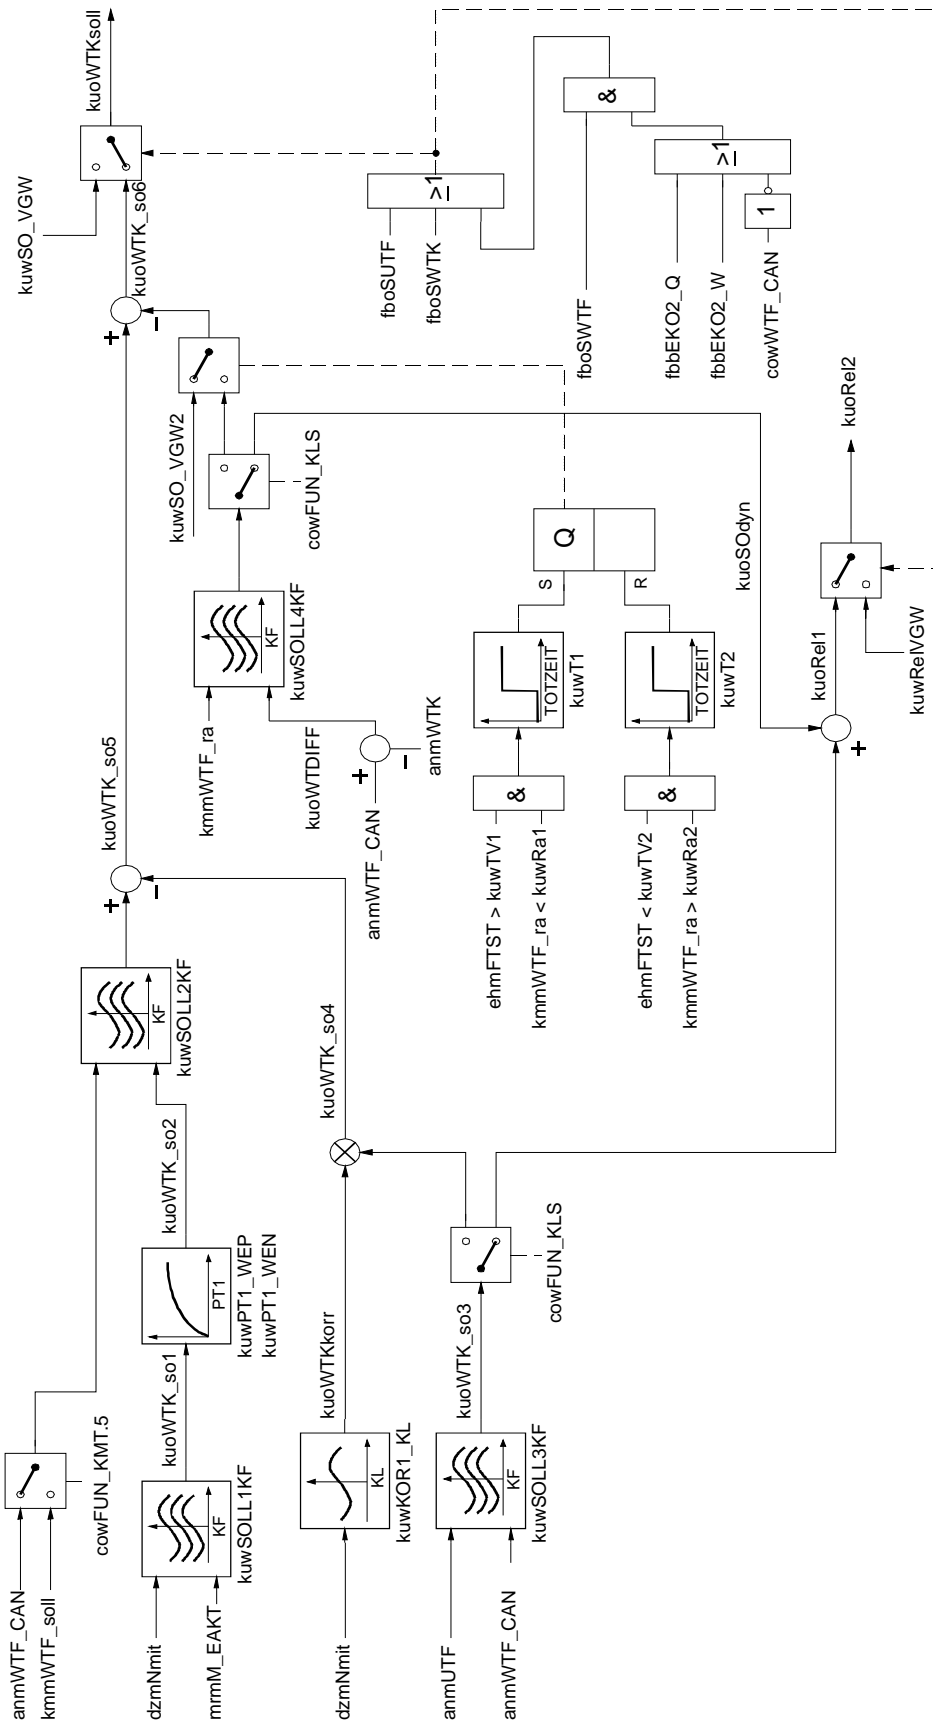 anmWTF_CAN
kmmWTF_soll
cowFUN_KMT.5
dzmNmit
mrmM_EAKT
KF
kuwSOLL1KF
kuoWTK_so1
PT1
kuwPT1_WEP
kuwPT1_WEN
kuoWTK_so2
KF
kuwSOLL2KF
+
-
kuoWTK_so5
+
-
kuoWTK_so6
kuwSO_VGW
kuoWTKsoll
dzmNmit
KL
kuwKOR1_KL
kuoWTKkorr
kuoWTK_so4
anmUTF
anmWTF_CAN
KF
kuwSOLL3KF
kuoWTK_so3
cowFUN_KLS
kmmWTF_ra
kuoWTDIFF
anmWTF_CAN
+
-
anmWTK
KF
kuwSOLL4KF
kuwSO_VGW2
cowFUN_KLS
ehmFTST > kuwTV1
kmmWTF_ra < kuwRa1
&
TOTZEIT
kuwT1
S
Q
ehmFTST < kuwTV2
kmmWTF_ra > kuwRa2
&
TOTZEIT
kuwT2
R
fboSUTF
fboSWTK
≥1
fboSWTF
&
fbbEKO2_Q
fbbEKO2_W
cowWTF_CAN
1
≥1
kuoSOdyn
+
kuoRel1
kuwRelVGW
kuoRel2